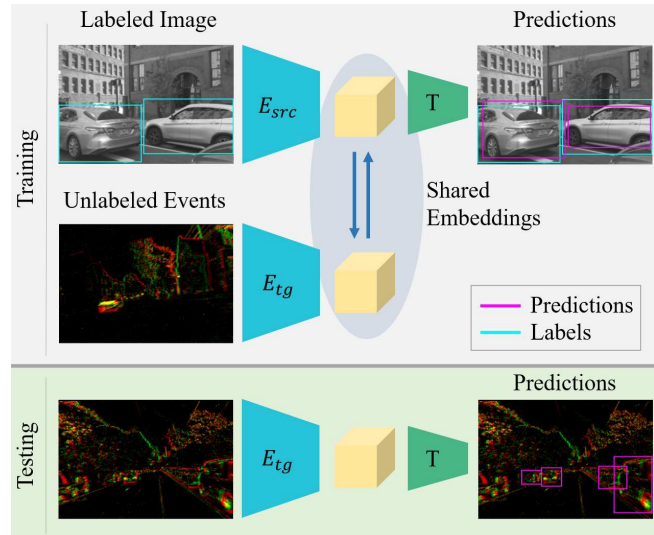 Labeled Image
Predictions
Training
E_src
T
Unlabeled Events
Shared
Embeddings
E_tg
Predictions
Labels
Predictions
Testing
E_tg
T